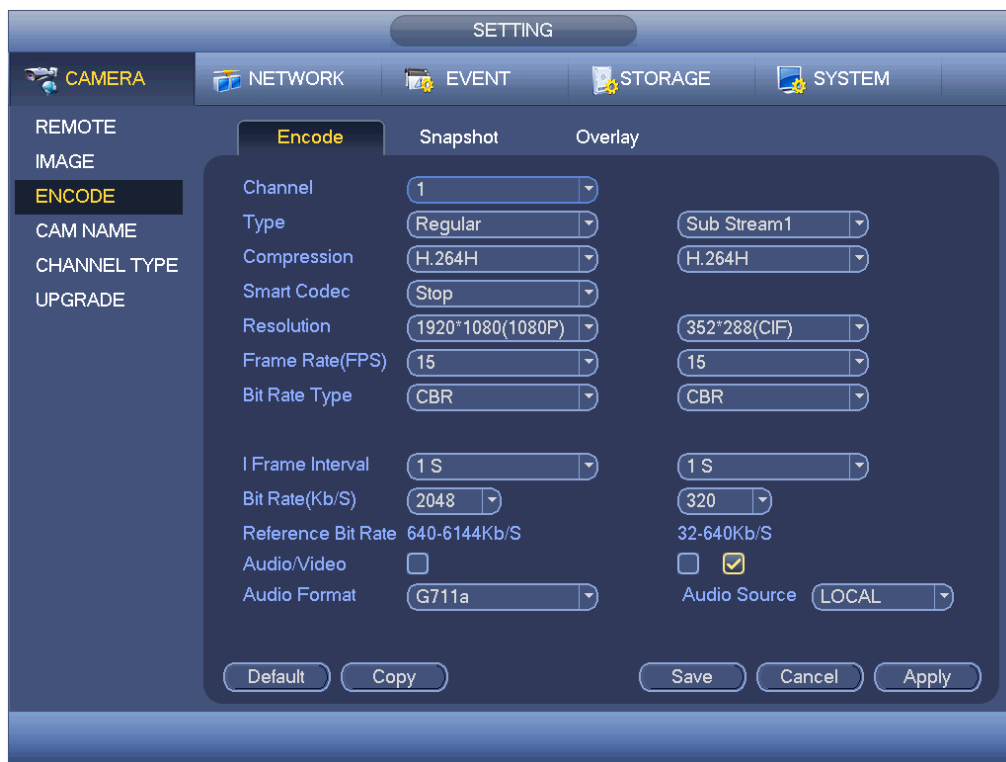 SETTING
CAMERA NETWORK EVENT STORAGE SYSTEM
REMOTE
IMAGE
ENCODE
CAM NAME
CHANNEL TYPE
UPGRADE
Encode Snapshot Overlay
Channel 1
Type Regular Sub Stream1
Compression H.264H H.264H
Smart Codec Stop
Resolution 1920*1080(1080P) 352*288(CIF)
Frame Rate(FPS) 15 15
Bit Rate Type CBR CBR
I Frame Interval 1 S 1 S
Bit Rate(Kb/S) 2048 320
Reference Bit Rate 640-6144Kb/S 32-640Kb/S
Audio/Video
Audio Format G711a Audio Source LOCAL
Default Copy Save Cancel Apply